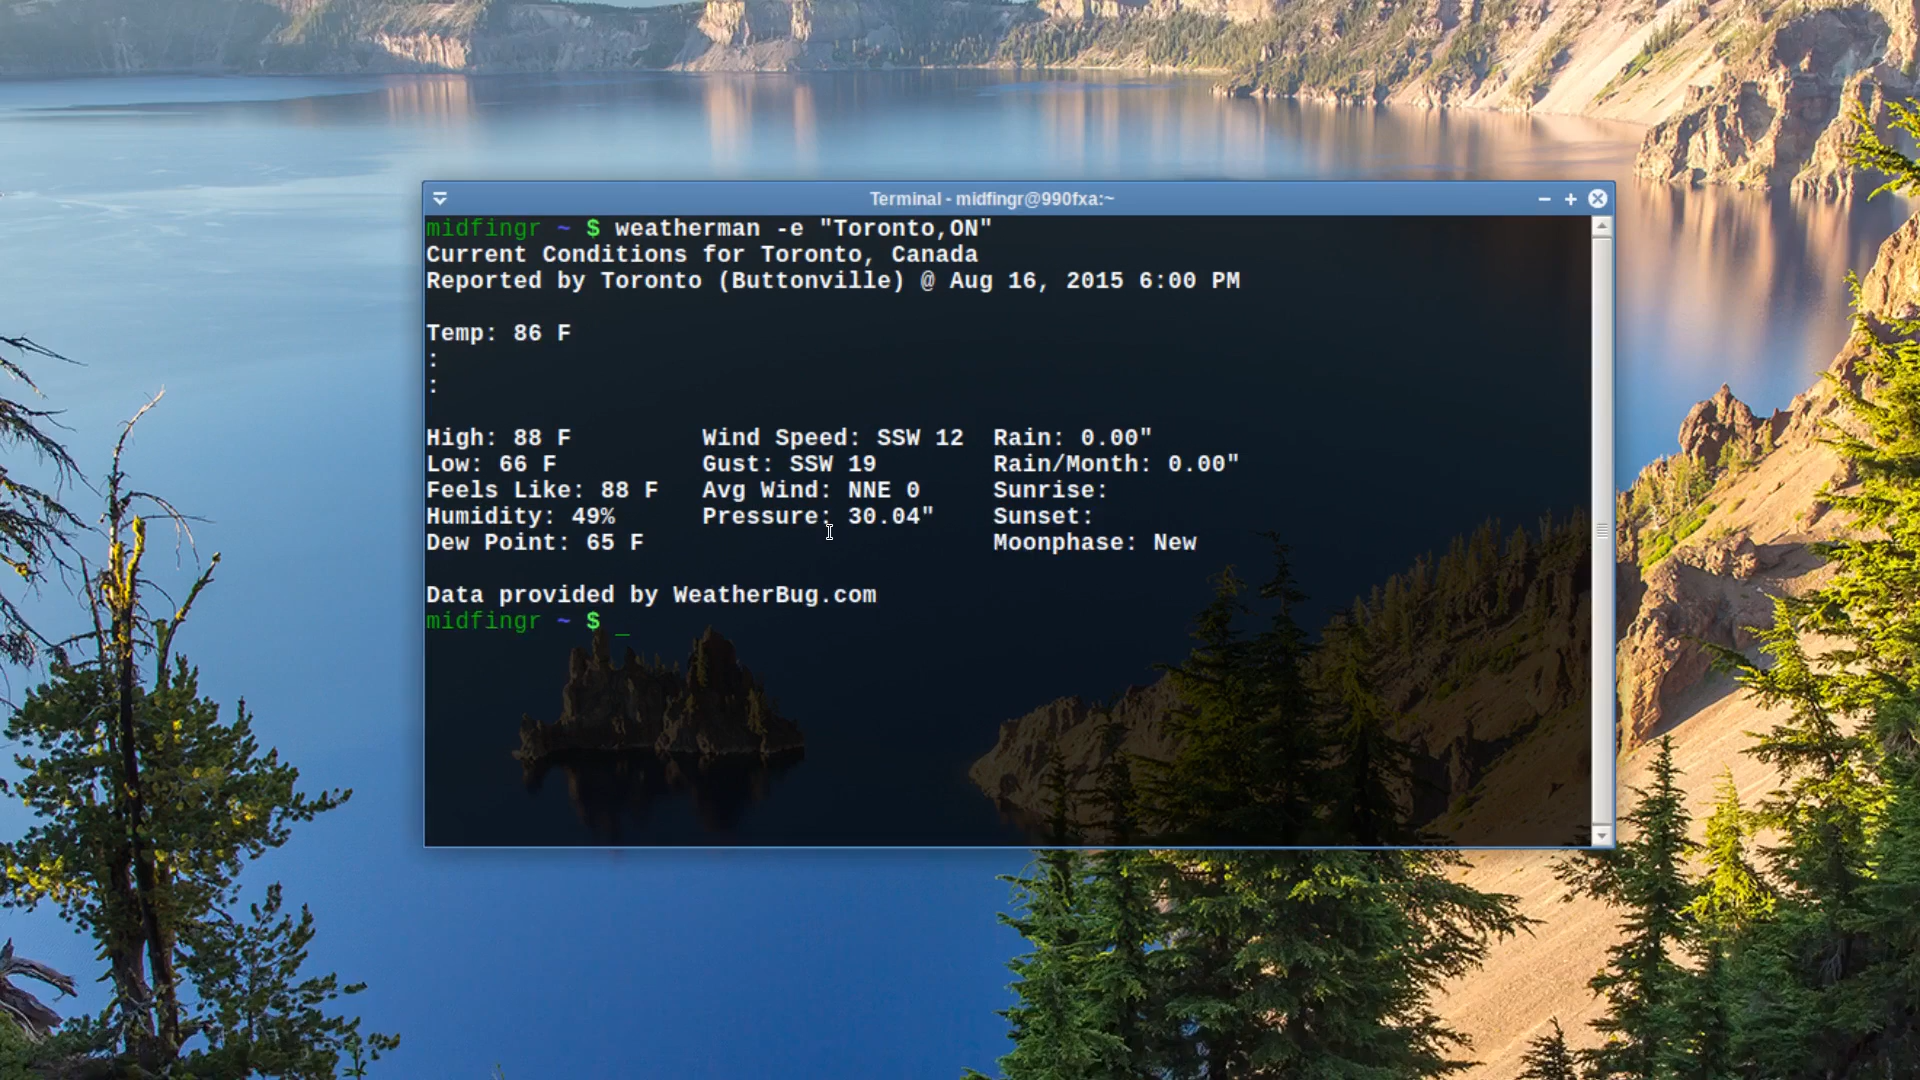 Terminal - midfingr@990fxa:~
midfingr ~ $ weatherman -e "Toronto,ON"
Current Conditions for Toronto, Canada
Reported by Toronto (Buttonville) @ Aug 16, 2015 6:00 PM
Temp: 86 F
:
:
High: 88 F Wind Speed: SSW 12 Rain: 0.00"
Low: 66 F Gust: SSW 19 Rain/Month: 0.00"
Feels Like: 88 F Avg Wind: NNE 0 Sunrise:
Humidity: 49% Pressure: 30.04" Sunset:
Dew Point: 65 F Moonphase: New
Data provided by WeatherBug.com
midfingr ~ $ _